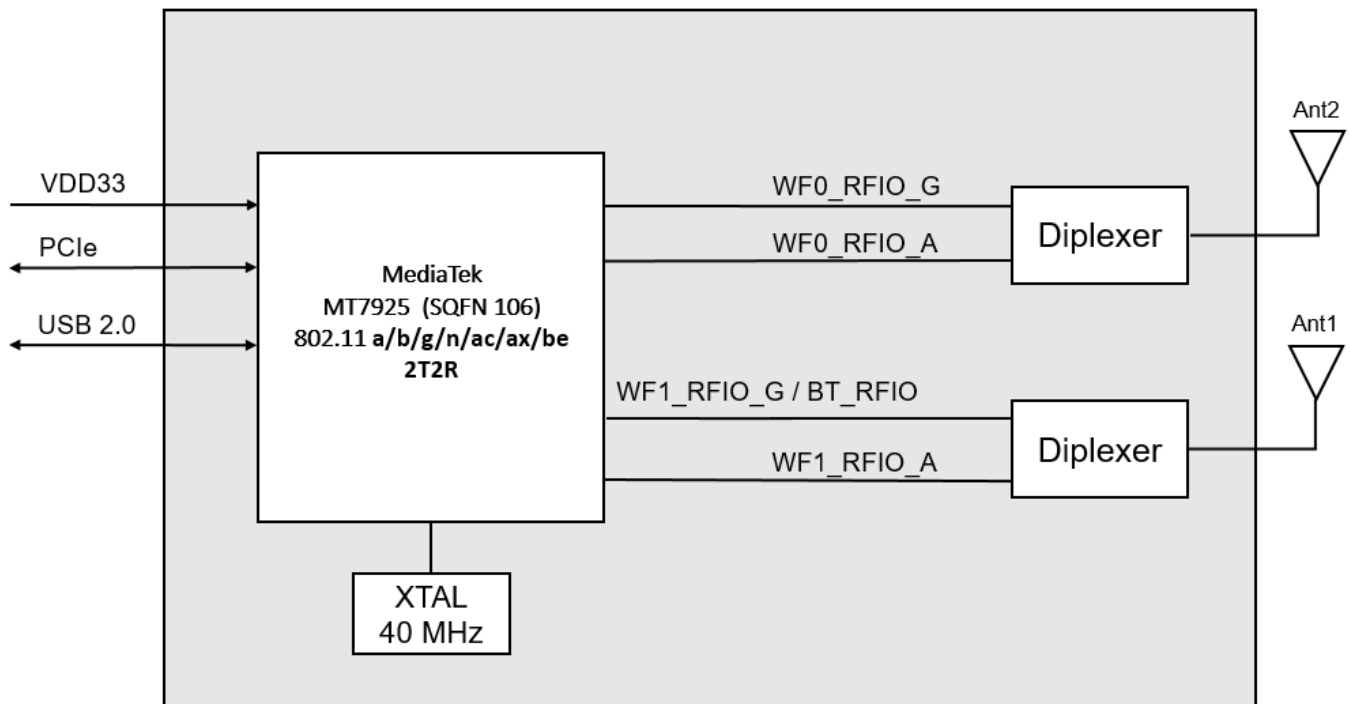 Ant2
VDD33
WF0_RFIO_G
PCIe
WF0_RFIO_A
Diplexer
MediaTek
MT7925 (SQFN 106)
802.11 a/b/g/n/ac/ax/be
2T2R
USB 2.0
Ant1
WF1_RFIO_G / BT_RFIO
WF1_RFIO_A
Diplexer
XTAL
40 MHz